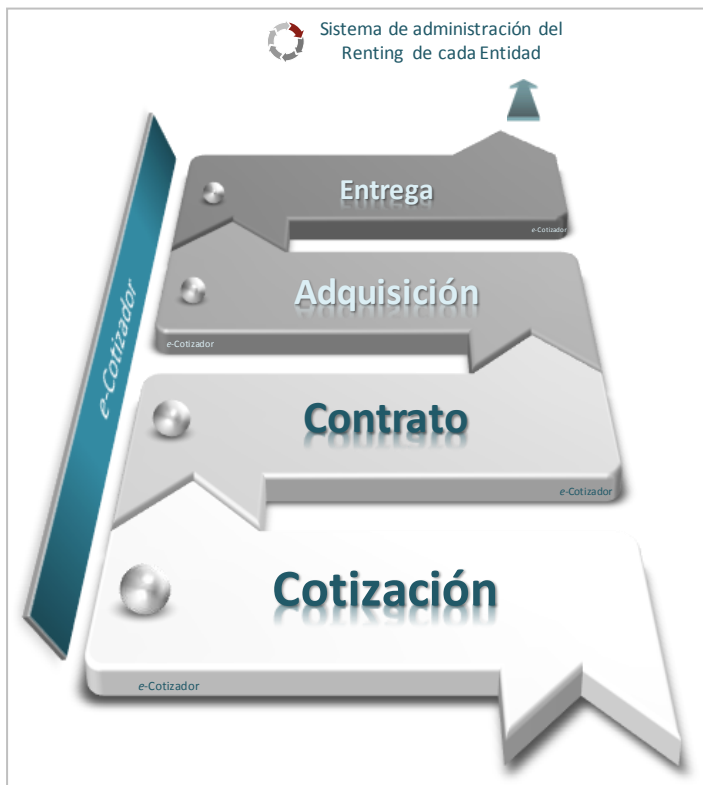 Sistema de administración del
Renting de cada Entidad
Entrega
e-Cotizador
Adquisición
e-Cotizador
e-Cotizador
Contrato
e-Cotizador
Cotización
e-Cotizador